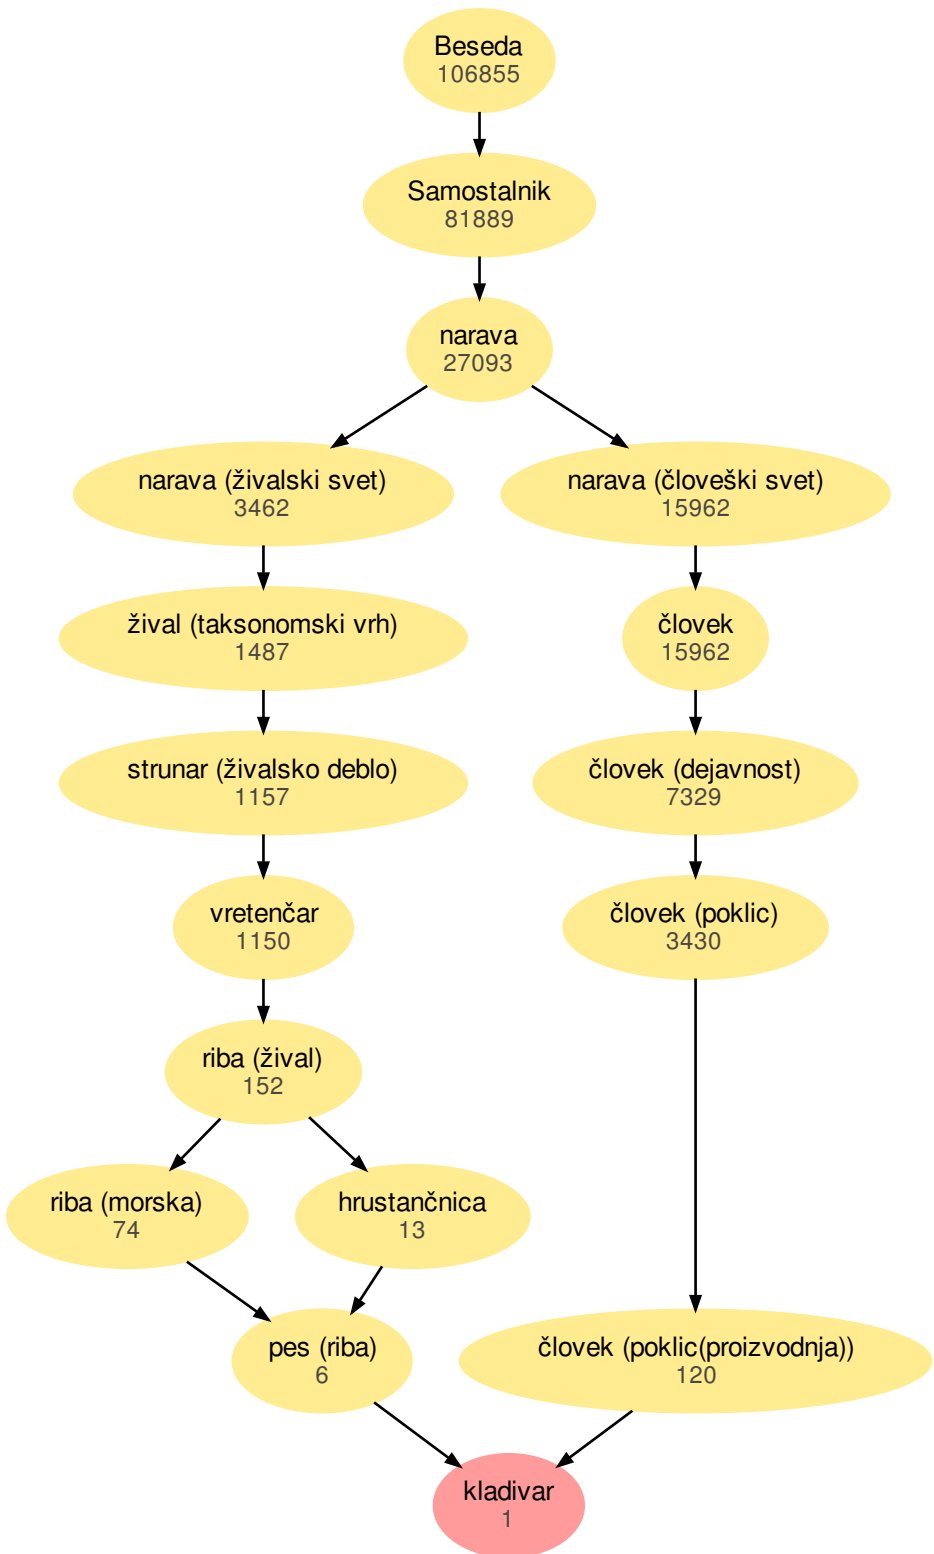 Beseda
106855
Samostalnik
81889
narava
27093
narava (živalski svet)
3462
narava (človeški svet)
15962
žival (taksonomski vrh)
1487
človek
15962
strunar (živalsko deblo)
1157
človek (dejavnost)
7329
vretenčar
1150
človek (poklic)
3430
riba (žival)
152
riba (morska)
74
hrustančnica
13
pes (riba)
6
človek (poklic(proizvodnja))
120
kladivar
1